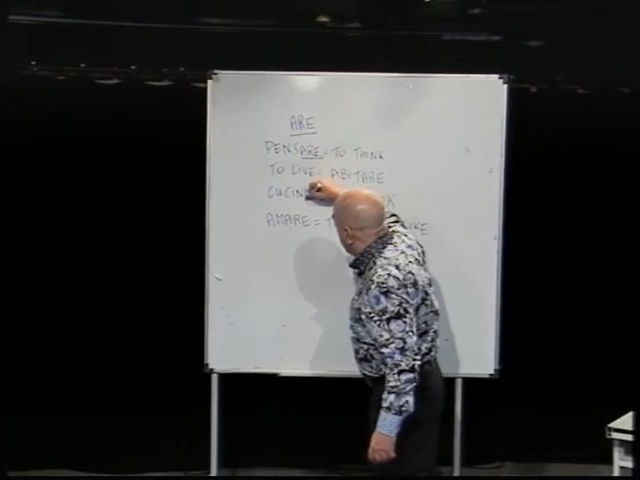 ARE
PENSARE = TO THINK
TO LIVE = ABITARE
CUCIN
AMARE =